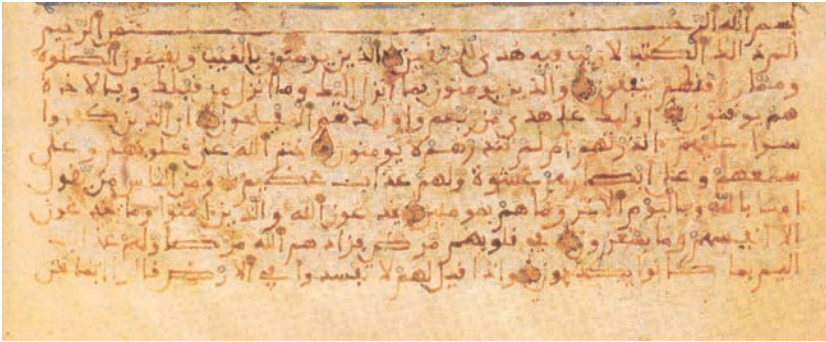 بسم الله الرحمن الرحيم
الم ذلك الكتب لا ريب فيه هدى للمتقين الذين يومنون بالغيب ويقيمون الصلوة
ومما رزقنهم ينفقون والذين يومنون بما انزل اليك وما انزل من قبلك وبالاخرة
هم يوقنون اوليك على هدى من ربهم واوليك هم المفلحون ان الذين كفروا
سواء عليهم ءانذرتهم ام لم تنذرهم لا يومنون ختم الله على قلوبهم وعلى
سمعهم وعلى ابصرهم غشوة ولهم عذاب عظيم ومن الناس من يقول
امنا بالله وباليوم الاخر وما هم بمومنين يخدعون الله والذين امنوا وما يخدعون
الا انفسهم وما يشعرون في قلوبهم مرض فزادهم الله مرضا ولهم عذاب
اليم بما كانوا يكذبون واذا قيل لهم لا تفسدوا في الارض قالوا انما نحن